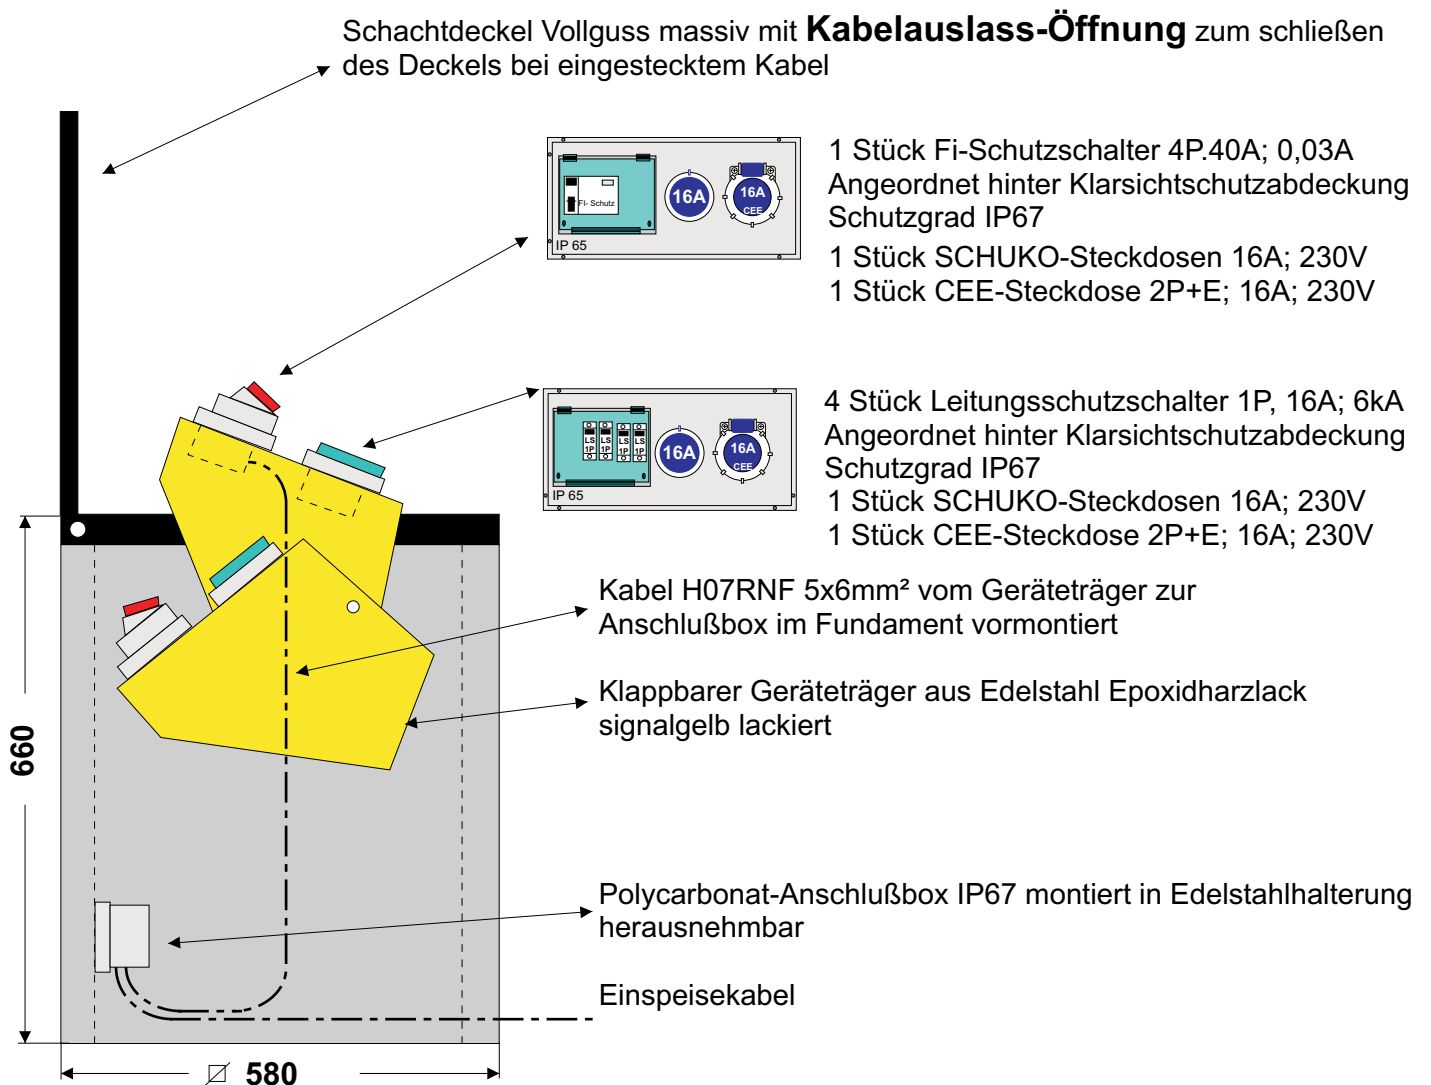 Schachtdeckel Vollguss massiv mit Kabelauslass-Öffnung zum schließen
des Deckels bei eingestecktem Kabel
FI- Schutz
16A
16A
CEE
IP 65
1 Stück Fi-Schutzschalter 4P.40A; 0,03A
Angeordnet hinter Klarsichtschutzabdeckung
Schutzgrad IP67
1 Stück SCHUKO-Steckdosen 16A; 230V
1 Stück CEE-Steckdose 2P+E; 16A; 230V
LS LS LS LS
1P 1P 1P 1P
16A
16A
CEE
IP 65
4 Stück Leitungsschutzschalter 1P, 16A; 6kA
Angeordnet hinter Klarsichtschutzabdeckung
Schutzgrad IP67
1 Stück SCHUKO-Steckdosen 16A; 230V
1 Stück CEE-Steckdose 2P+E; 16A; 230V
Kabel H07RNF 5x6mm² vom Geräteträger zur
Anschlußbox im Fundament vormontiert
Klappbarer Geräteträger aus Edelstahl Epoxidharzlack
signalgelb lackiert
660
Polycarbonat-Anschlußbox IP67 montiert in Edelstahlhalterung
herausnehmbar
Einspeisekabel
580